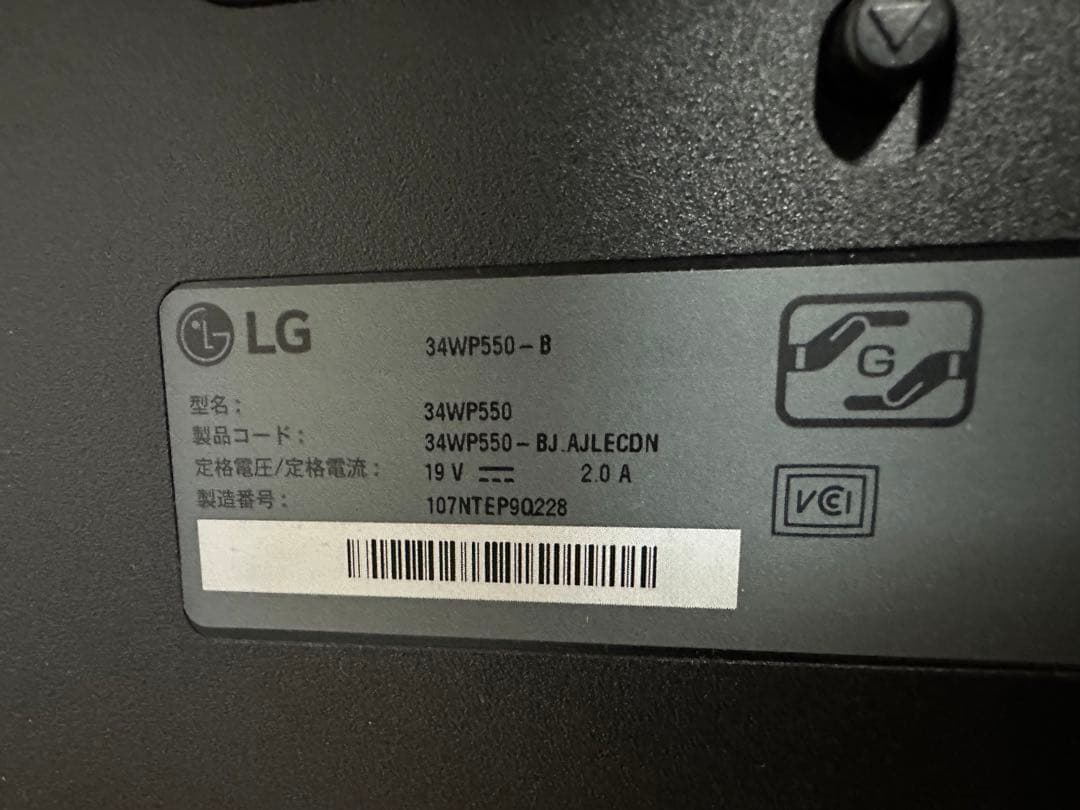 LG
34WP550-B
型名: 34WP550
製品コード: 34WP550-BJ.AJLECDN
定格電圧/定格電流: 19 V ⎓ 2.0 A
製造番号: 107NTEP9Q228
G
VCCI